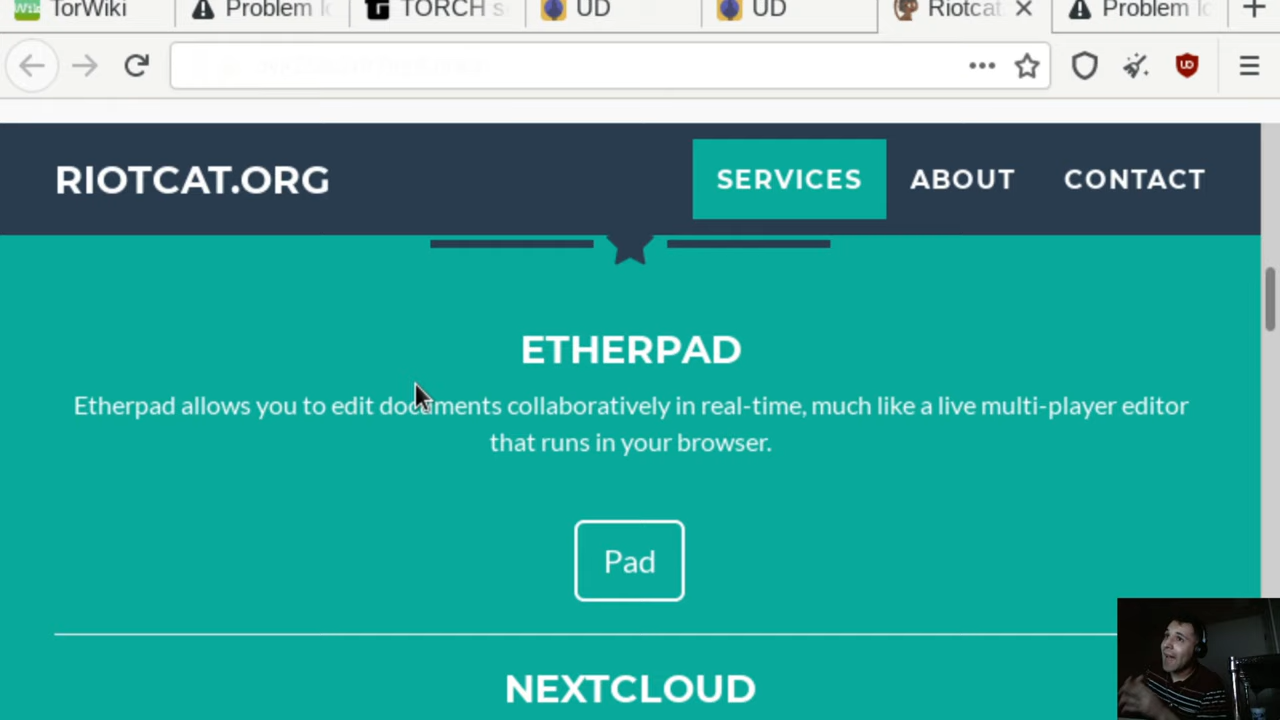 TorWiki
Problem
TORCH
UD
UD
Riotcat
Problem
RIOTCAT.ORG
SERVICES
ABOUT
CONTACT
ETHERPAD
Etherpad allows you to edit documents collaboratively in real-time, much like a live multi-player editor
that runs in your browser.
Pad
NEXTCLOUD